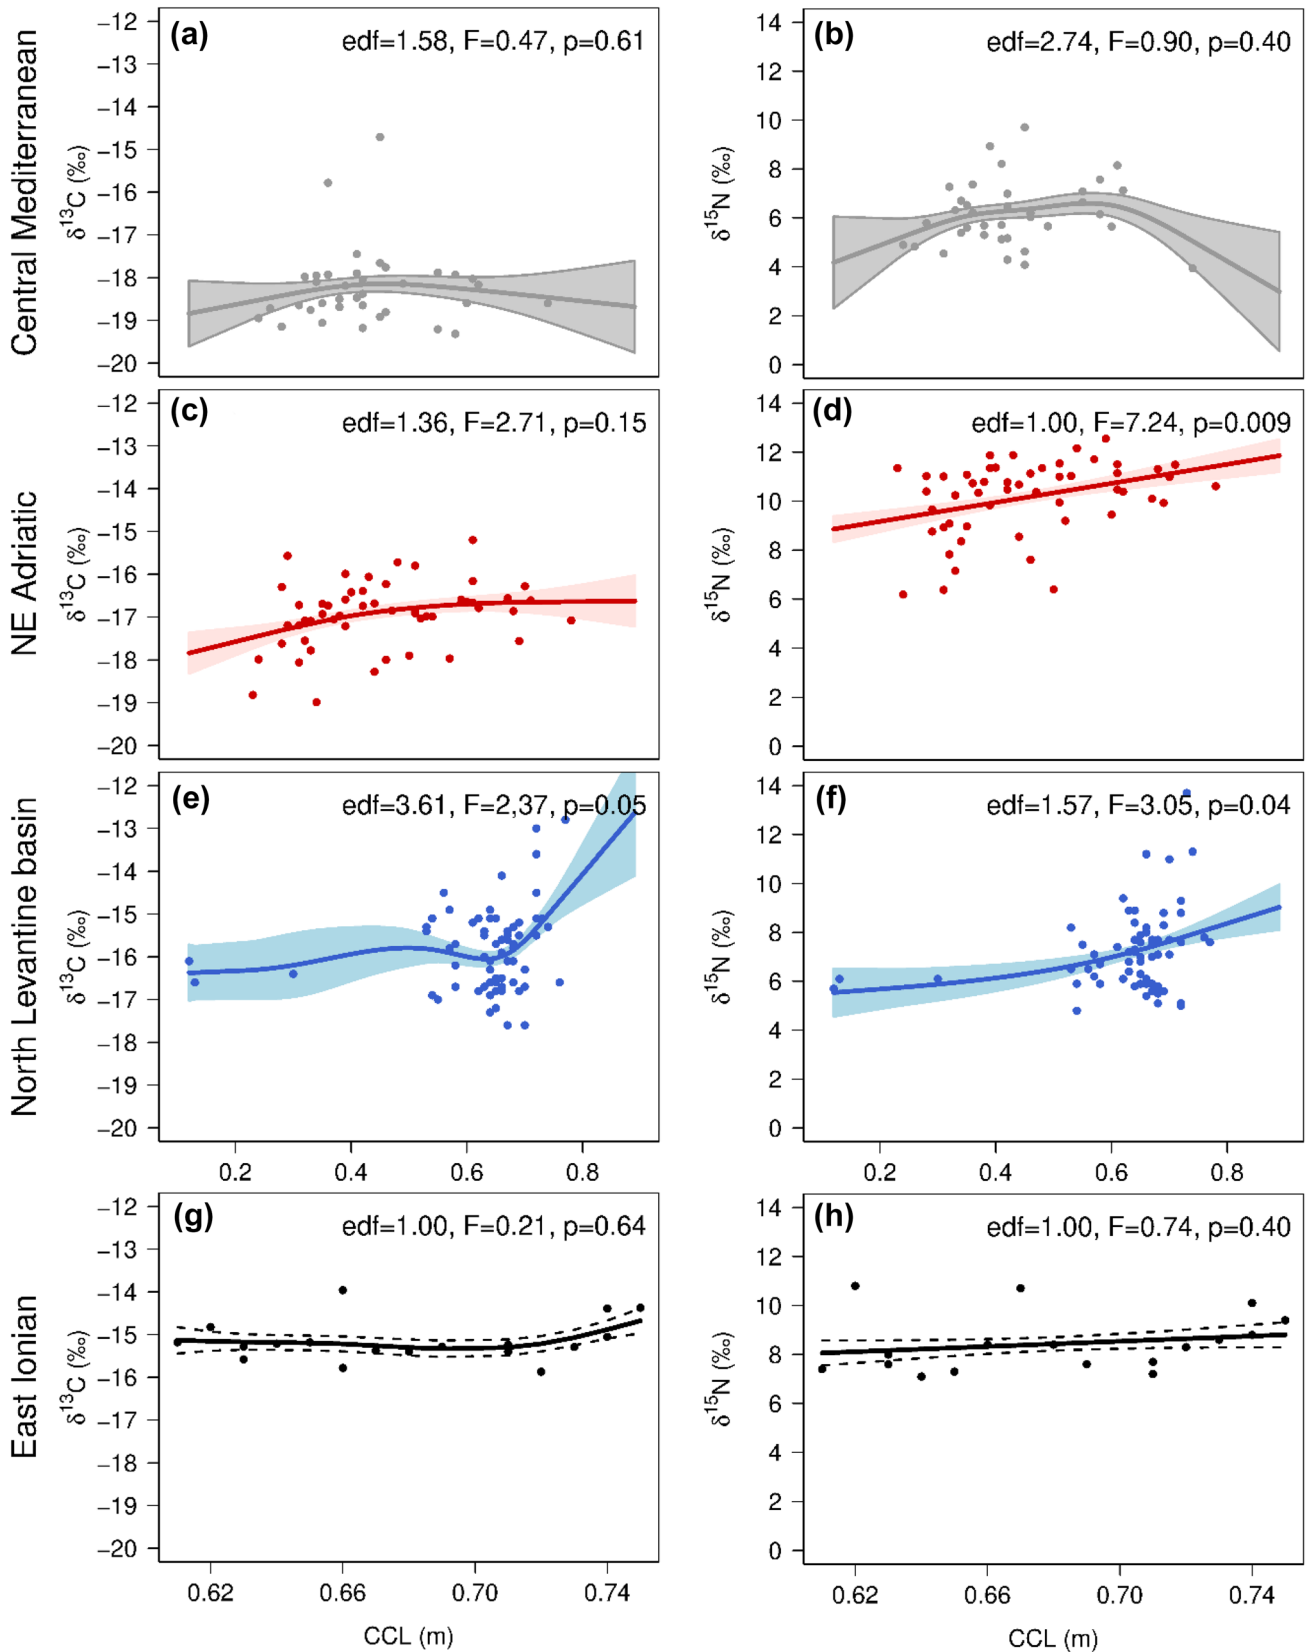 Central Mediterranean
(a)
edf=1.58, F=0.47, p=0.61
δ13C (‰)
−12
−13
−14
−15
−16
−17
−18
−19
−20
(b)
edf=2.74, F=0.90, p=0.40
δ15N (‰)
14
12
10
8
6
4
2
0
NE Adriatic
(c)
edf=1.36, F=2.71, p=0.15
δ13C (‰)
−12
−13
−14
−15
−16
−17
−18
−19
−20
(d)
edf=1.00, F=7.24, p=0.009
δ15N (‰)
14
12
10
8
6
4
2
0
North Levantine basin
(e)
edf=3.61, F=2,37, p=0.05
δ13C (‰)
−12
−13
−14
−15
−16
−17
−18
−19
−20
0.2 0.4 0.6 0.8
(f)
edf=1.57, F=3.05, p=0.04
δ15N (‰)
14
12
10
8
6
4
2
0
0.2 0.4 0.6 0.8
East Ionian
(g)
edf=1.00, F=0.21, p=0.64
δ13C (‰)
−12
−13
−14
−15
−16
−17
−18
−19
−20
0.62 0.66 0.70 0.74
CCL (m)
(h)
edf=1.00, F=0.74, p=0.40
δ15N (‰)
14
12
10
8
6
4
2
0
0.62 0.66 0.70 0.74
CCL (m)